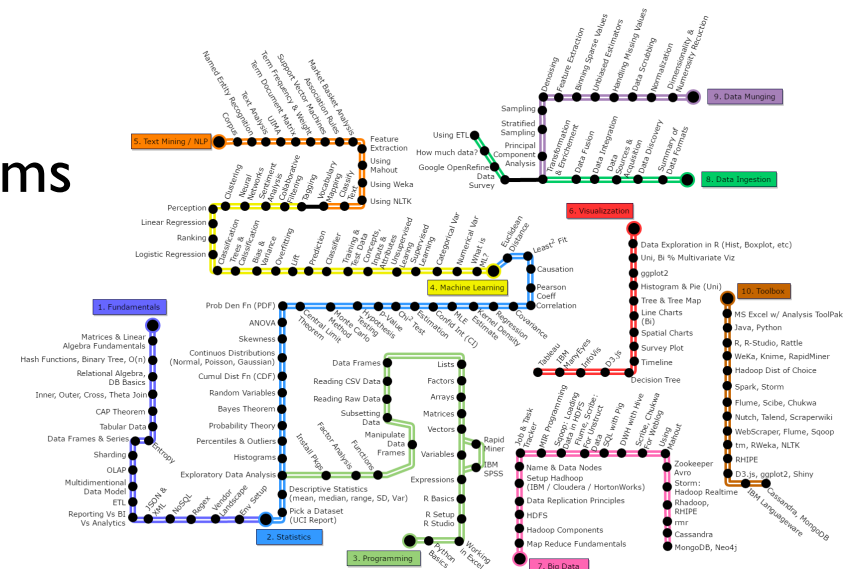 ms
5. Text Mining / NLP
Corpus
Named Entity Recognition
Text Analysis
UIMA
Term Document Matrix
Term Frequency & Weight
Support Vector Machines
Association Rules
Market Basket Analysis
Feature
Extraction
Using
Mahout
Using Weka
Using NLTK
Classify
Text
Vocabulary
Mapping
Tagging
Collaborative
Filtering
Sentiment
Analysis
Neural
Networks
Clustering
Perception
Linear Regression
Ranking
Logistic Regression
Classification
Trees &
Classification
Bias &
Variance
Overfitting
Lift
Prediction
Classifier
Training &
Test Data
Concepts,
Inputs &
Attributes
Unsupervised
Learning
Supervised
Learning
Categorical Var
Numerical Var
What is
ML?
4. Machine Learning
Euclidean
Distance
Least² Fit
Causation
Pearson
Coeff
Correlation
Covariance
Regression
Kernel Density
Estimate
MLE
Confid Int (CI)
Estimation
Chi² Test
p-Value
Hypothesis
Testing
Monte Carlo
Method
Central Limit
Theorem
Prob Den Fn (PDF)
ANOVA
Skewness
Continuos Distributions
(Normal, Poisson, Gaussian)
Cumul Dist Fn (CDF)
Random Variables
Bayes Theorem
Probability Theory
Percentiles & Outliers
Histograms
Exploratory Data Analysis
Descriptive Statistics
(mean, median, range, SD, Var)
Pick a Dataset
(UCI Report)
2. Statistics
1. Fundamentals
Matrices & Linear
Algebra Fundamentals
Hash Functions, Binary Tree, O(n)
Relational Algebra,
DB Basics
Inner, Outer, Cross, Theta Join
CAP Theorem
Tabular Data
Data Frames & Series
Entropy
Sharding
OLAP
Multidimentional
Data Model
ETL
Reporting Vs BI
Vs Analytics
JSON &
XML
NoSQL
Regex
Vendor
Landscape
Env Setup
3. Programming
Python
Basics
Working
in Excel
R Setup
R Studio
R Basics
Expressions
Variables
IBM
SPSS
Rapid
Miner
Vectors
Matrices
Arrays
Factors
Lists
Data Frames
Reading CSV Data
Reading Raw Data
Subsetting
Data
Manipulate
Data
Frames
Functions
Factor Analysis
Install Pkgs
Using ETL
How much data?
Google OpenRefine
Data
Survey
Sampling
Stratified
Sampling
Principal
Component
Analysis
Denoising
Feature Extraction
Binning Sparse Values
Unbiased Estimators
Handling Missing Values
Data Scrubbing
Normalization
Dimensionality &
Numerosity Recuction
9. Data Munging
Transformation
& Enrichement
Data Fusion
Data Integration
Data
Sources &
Acquisition
Data Discovery
Summary of
Data Formats
8. Data Ingestion
6. Visualizzation
Data Exploration in R (Hist, Boxplot, etc)
Uni, Bi % Multivariate Viz
ggplot2
Histogram & Pie (Uni)
Tree & Tree Map
Line Charts
(Bi)
Spatial Charts
Survey Plot
Timeline
Decision Tree
D3.js
InfoVis
IBM
ManyEyes
Tableau
10. Toolbox
MS Excel w/ Analysis ToolPak
Java, Python
R, R-Studio, Rattle
WeKa, Knime, RapidMiner
Hadoop Dist of Choice
Spark, Storm
Flume, Scibe, Chukwa
Nutch, Talend, Scraperwiki
WebScraper, Flume, Sqoop
tm, RWeka, NLTK
RHIPE
D3.js, ggplot2, Shiny
IBM Languageware
Cassandra, MongoDB
7. Big Data
Map Reduce Fundamentals
Hadoop Components
HDFS
Data Replication Principles
Setup Hadhoop
(IBM / Cloudera / HortonWorks)
Name & Data Nodes
Job & Task
Tracker
M/R Programming
Sqoop: Loading
Data in HDFS
Flume, Scribe:
For Unstruct
Data
SQL with Pig
DWH with Hive
Scribe, Chukwa
For Weblog
Using
Mahout
Zookeeper
Avro
Storm:
Hadoop Realtime
Rhadoop,
RHIPE
rmr
Cassandra
MongoDB, Neo4j